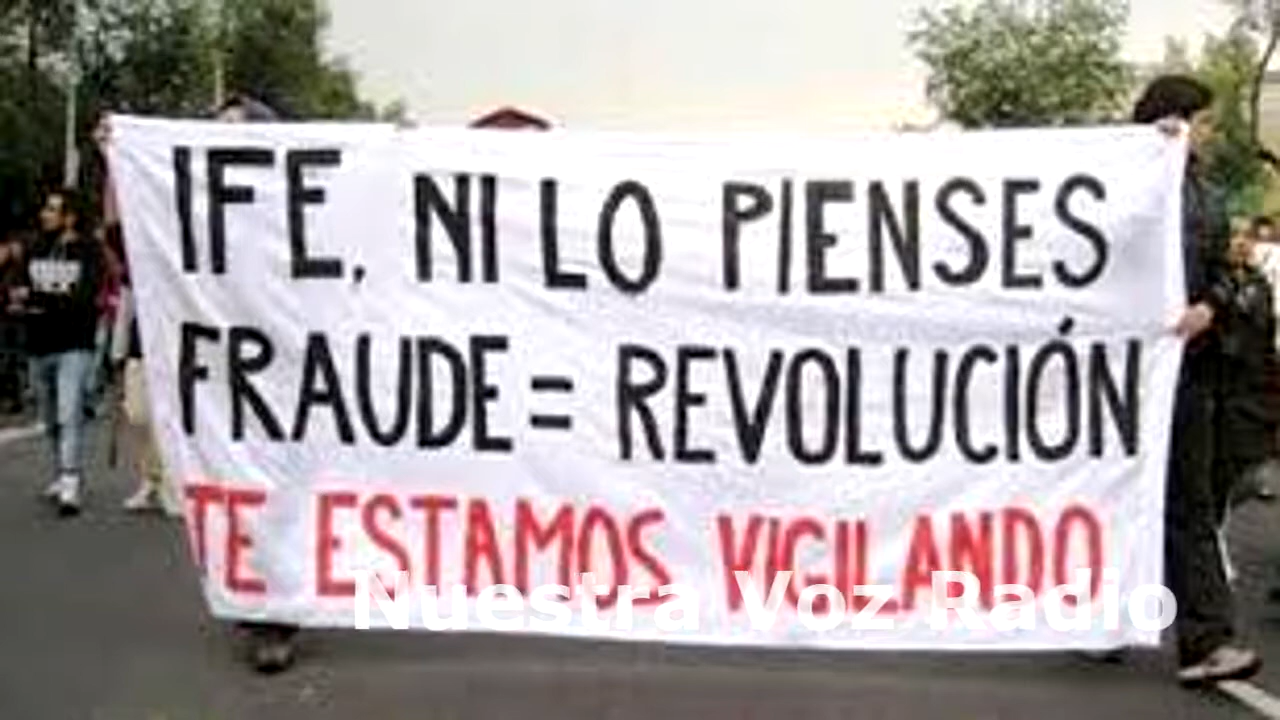 IFE, NI LO PIENSES
FRAUDE = REVOLUCIÓN
TE ESTAMOS VIGILANDO
Nuestra Voz Radio